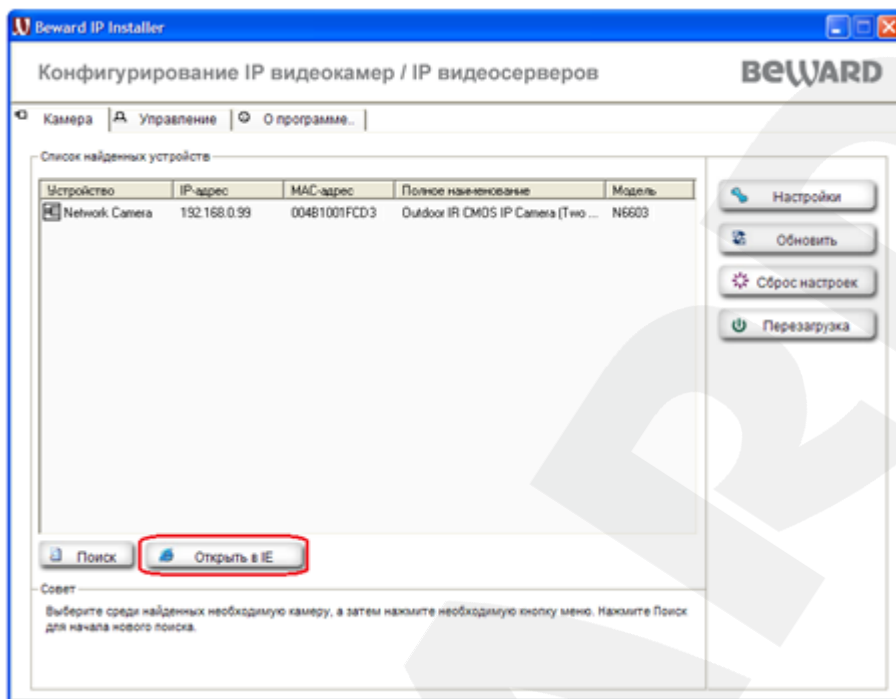 Beward IP Installer
Конфигурирование IP видеокамер / IP видеосерверов
BEWARD
Камера Управление О программе..
Список найденных устройств
Устройство IP-адрес MAC-адрес Полное наименование Модель
Network Camera 192.168.0.99 004B1001FCD3 Outdoor IR CMOS IP Camera (Two ... N6603
Настройки
Обновить
Сброс настроек
Перезагрузка
Поиск Открыть в IE
Совет
Выберите среди найденных необходимую камеру, а затем нажмите необходимую кнопку меню. Нажмите Поиск
для начала нового поиска.